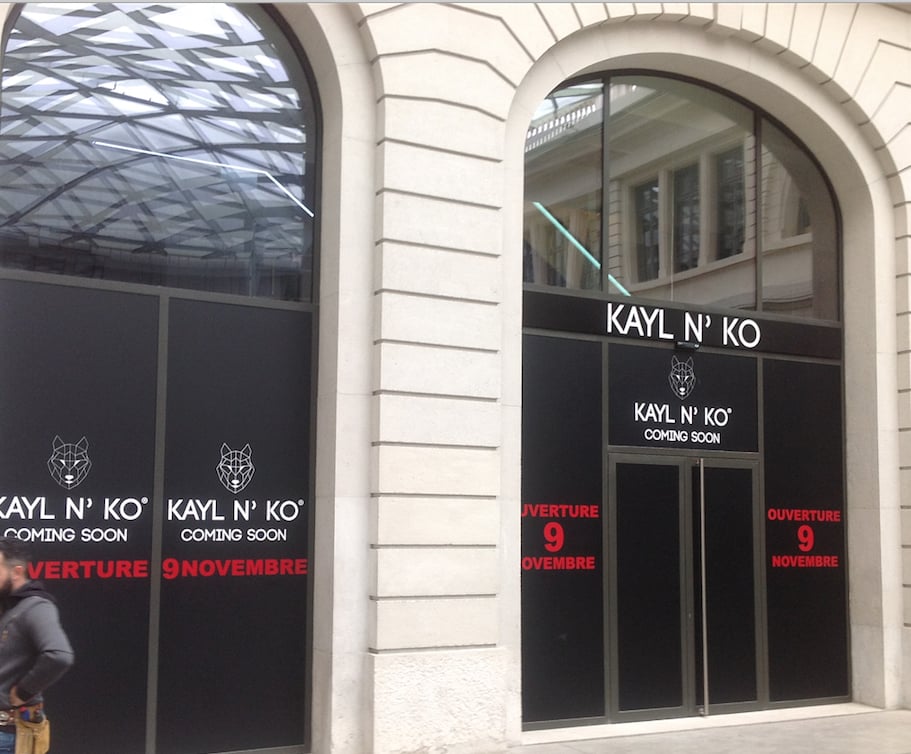 KAYL N' KO®
COMING SOON
VERTURE 9 NOVEMBRE
KAYL N' KO®
COMING SOON
KAYL N' KO
KAYL N' KO®
COMING SOON
UVERTURE
9
OVEMBRE
OUVERTURE
9
NOVEMBRE